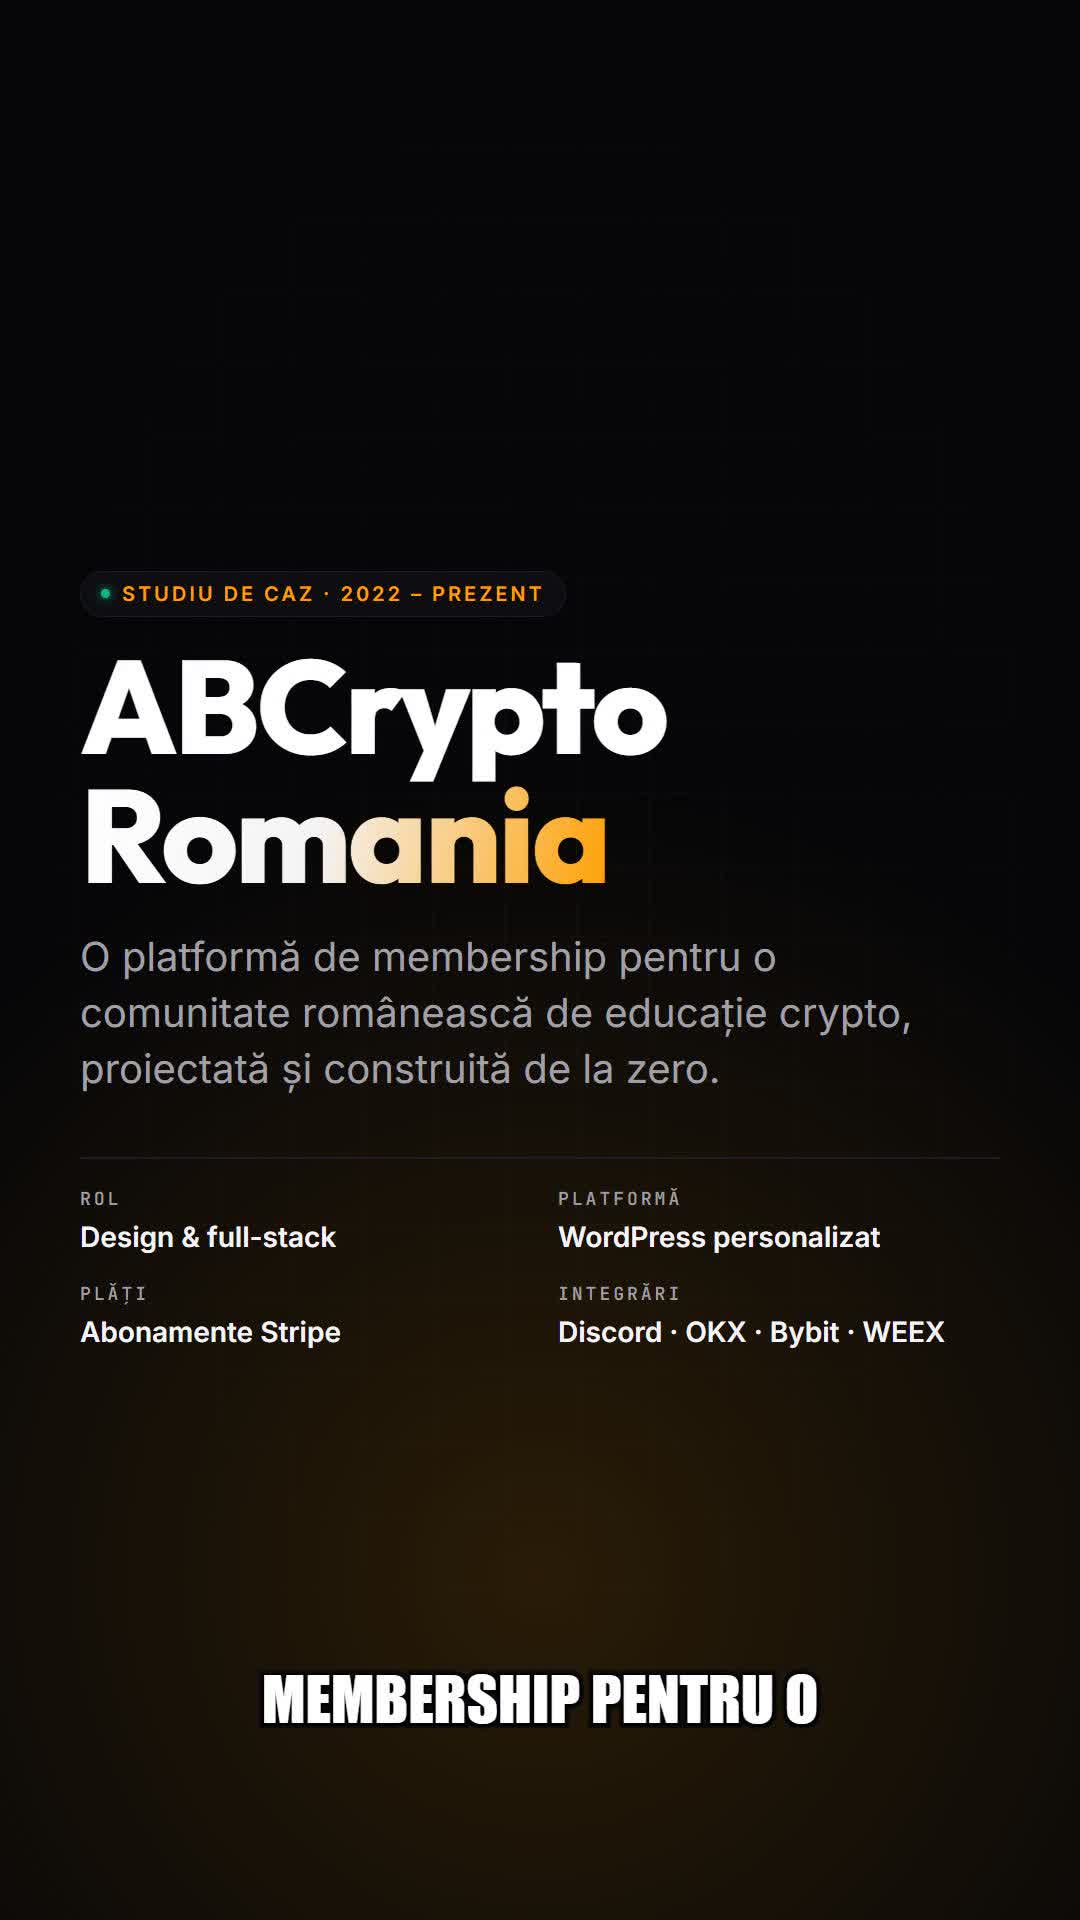 STUDIU DE CAZ · 2022 – PREZENT
ABCrypto
Romania
O platformă de membership pentru o
comunitate românească de educație crypto,
proiectată și construită de la zero.
ROL
Design & full-stack
PLATFORMĂ
WordPress personalizat
PLĂȚI
Abonamente Stripe
INTEGRĂRI
Discord · OKX · Bybit · WEEX
MEMBERSHIP PENTRU O